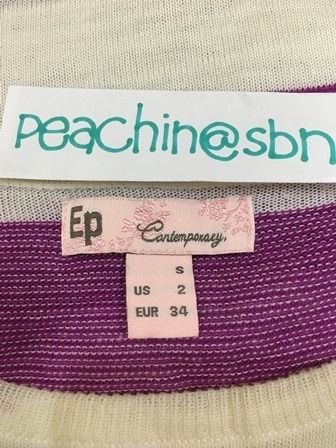 peachin@sbn
Ep Contemporary,
S
US 2
EUR 34